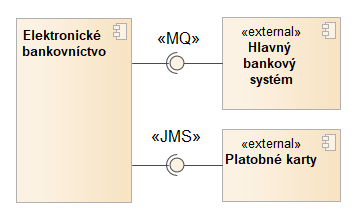 Elektronické
bankovníctvo
«MQ»
«external»
Hlavný
bankový
systém
«JMS»
«external»
Platobné karty